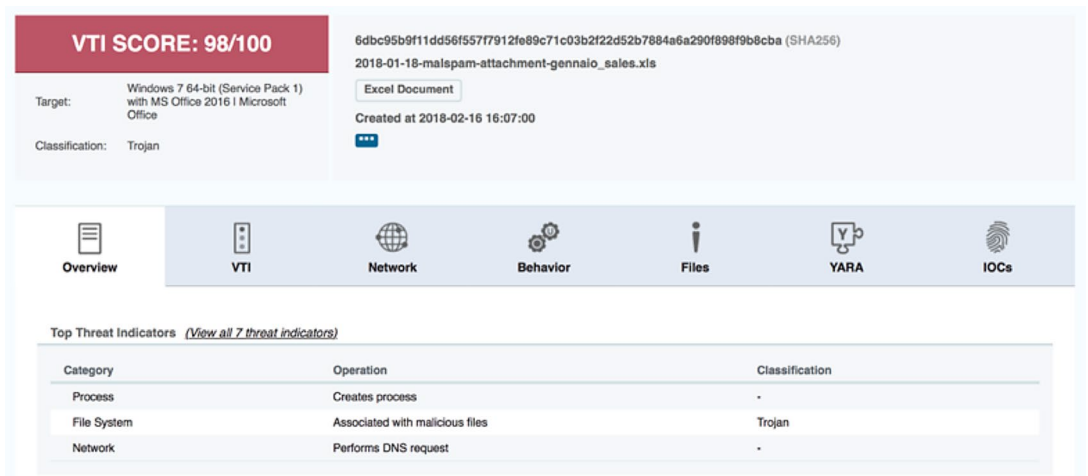 VTI SCORE: 98/100
Target: Windows 7 64-bit (Service Pack 1)
with MS Office 2016 | Microsoft
Office
Classification: Trojan
6dbc95b9f11dd56f557f7912fe89c71c03b2f22d52b7884a6a290f898f9b8cba (SHA256)
2018-01-18-malspam-attachment-gennaio_sales.xls
Excel Document
Created at 2018-02-16 16:07:00
Overview VTI Network Behavior Files YARA IOCs
Top Threat Indicators (View all 7 threat indicators)
Category Operation Classification
Process Creates process -
File System Associated with malicious files Trojan
Network Performs DNS request -